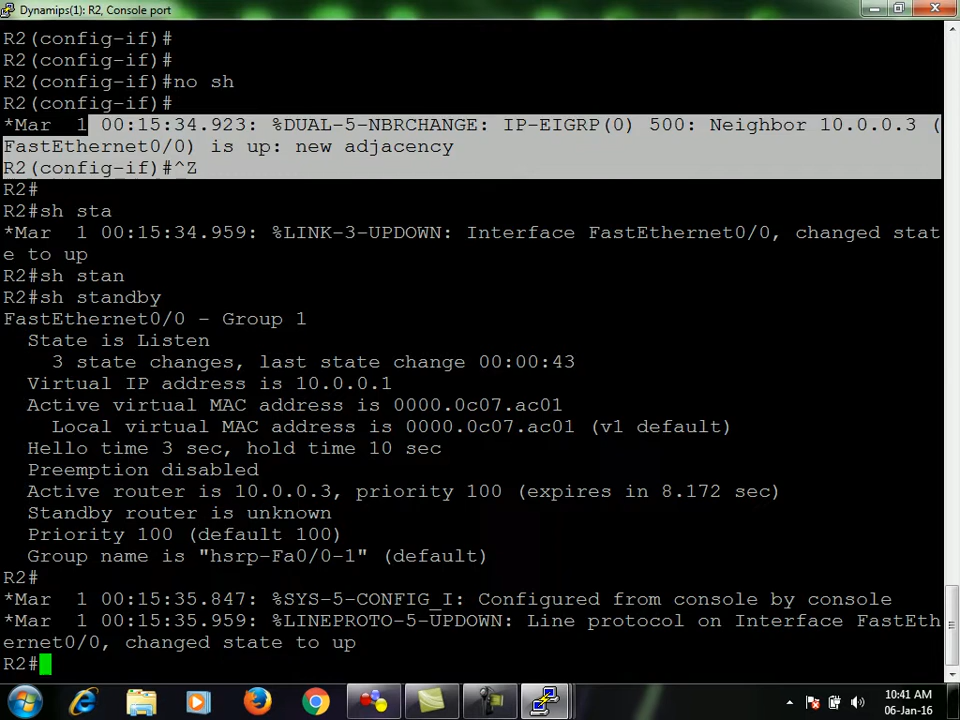 Dynamips(1): R2, Console port
R2(config-if)#
R2(config-if)#
R2(config-if)#no sh
R2(config-if)#
*Mar  1 00:15:34.923: %DUAL-5-NBRCHANGE: IP-EIGRP(0) 500: Neighbor 10.0.0.3 (
FastEthernet0/0) is up: new adjacency
R2(config-if)#^Z
R2#
R2#sh sta
*Mar  1 00:15:34.959: %LINK-3-UPDOWN: Interface FastEthernet0/0, changed stat
e to up
R2#sh stan
R2#sh standby
FastEthernet0/0 - Group 1
  State is Listen
    3 state changes, last state change 00:00:43
  Virtual IP address is 10.0.0.1
  Active virtual MAC address is 0000.0c07.ac01
    Local virtual MAC address is 0000.0c07.ac01 (v1 default)
  Hello time 3 sec, hold time 10 sec
  Preemption disabled
  Active router is 10.0.0.3, priority 100 (expires in 8.172 sec)
  Standby router is unknown
  Priority 100 (default 100)
  Group name is "hsrp-Fa0/0-1" (default)
R2#
*Mar  1 00:15:35.847: %SYS-5-CONFIG_I: Configured from console by console
*Mar  1 00:15:35.959: %LINEPROTO-5-UPDOWN: Line protocol on Interface FastEth
ernet0/0, changed state to up
R2#
10:41 AM
06-Jan-16